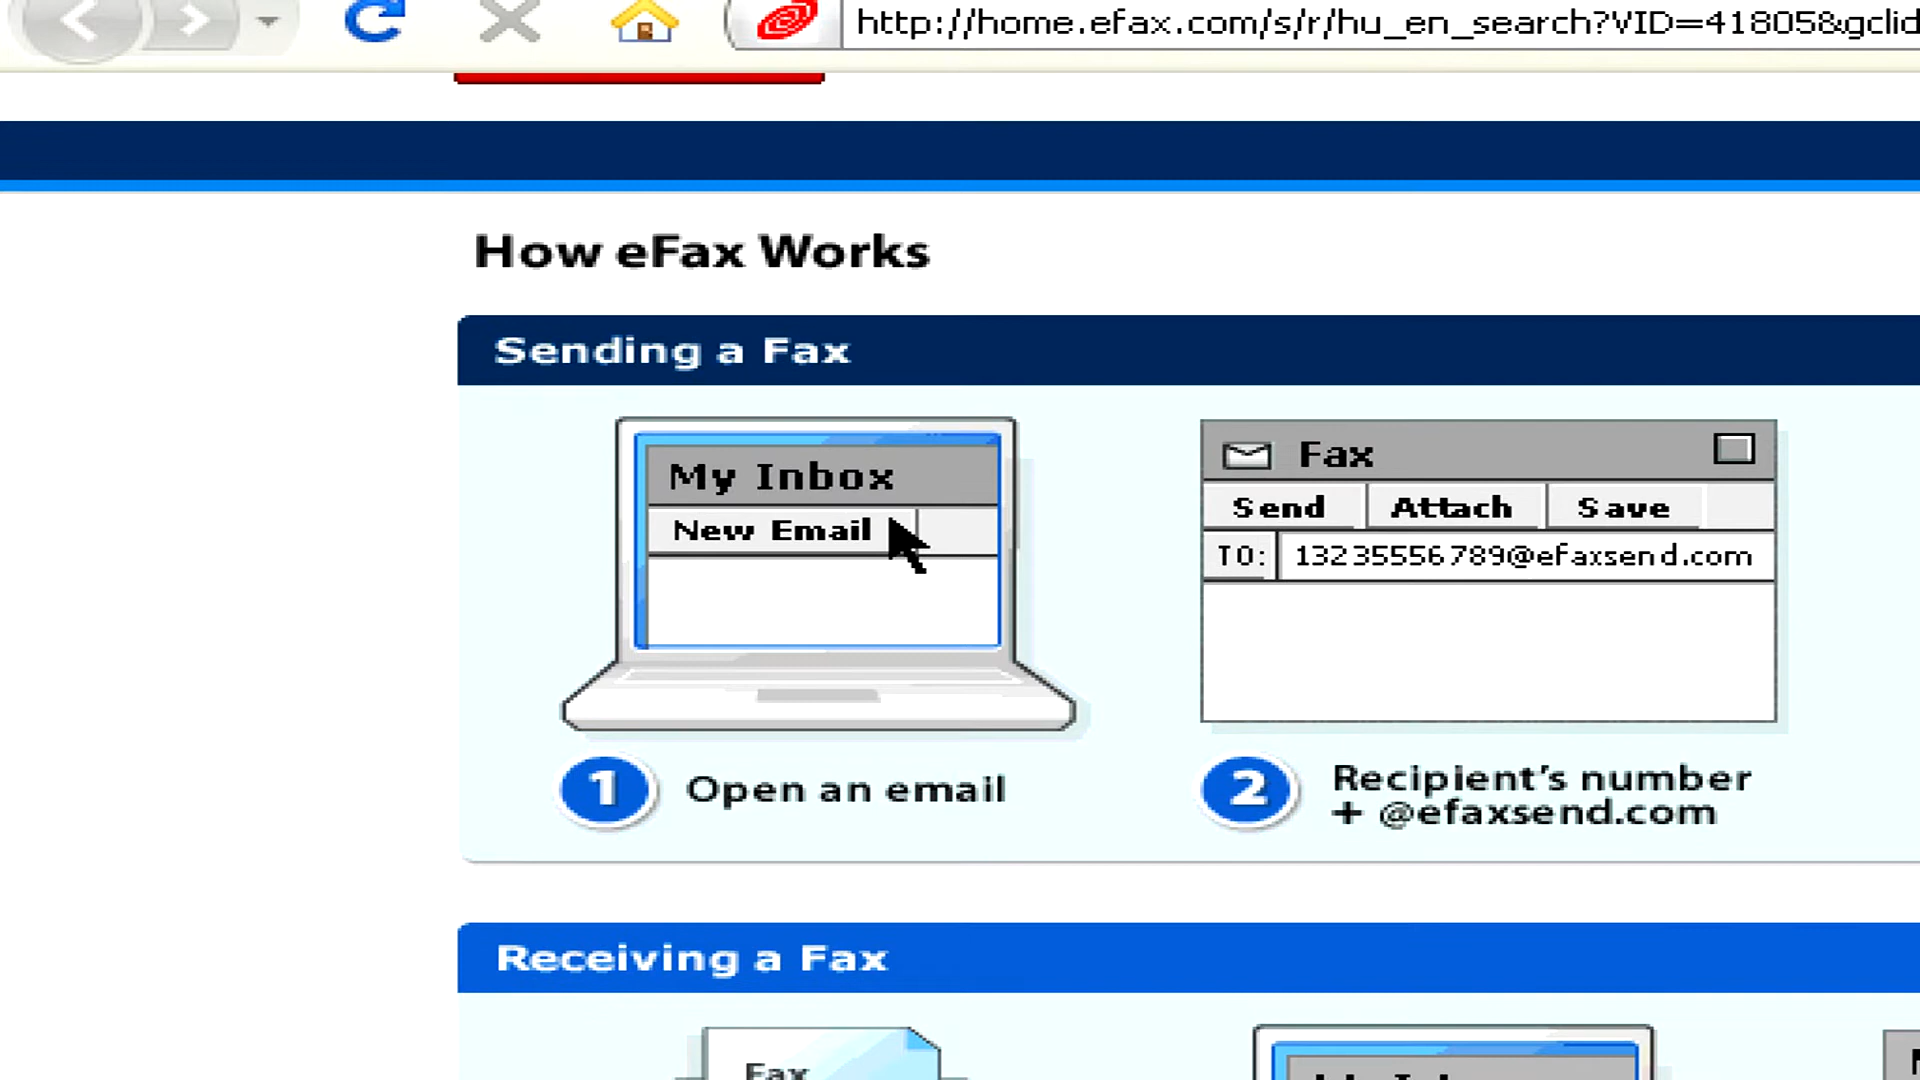 http://home.efax.com/s/r/hu_en_search?VID=41805&gclid
How eFax Works
Sending a Fax
My Inbox
New Email
Fax
Send Attach Save
TO: 13235556789@efaxsend.com
1 Open an email
2 Recipient's number
+ @efaxsend.com
Receiving a Fax
Fax